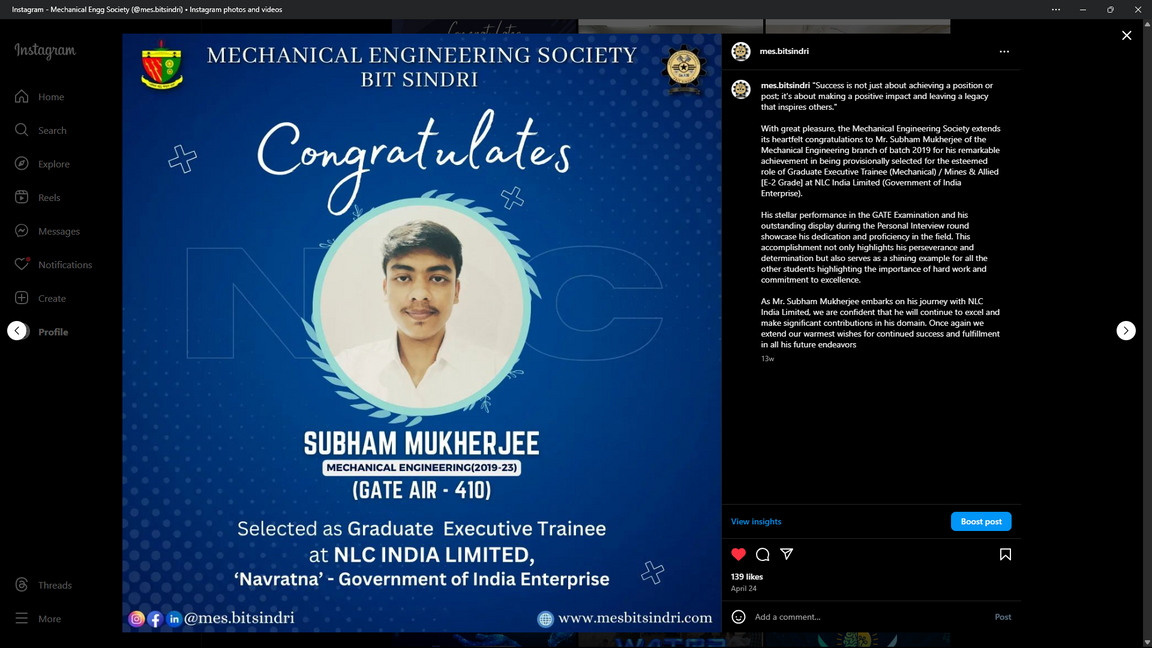 Instagram - Mechanical Engg Society (@mes.bitsindri) • Instagram photos and videos
Instagram
Home
Search
Explore
Reels
Messages
Notifications
Create
Profile
Threads
More
MECHANICAL ENGINEERING SOCIETY
BIT SINDRI
Congratulates
NLC
SUBHAM MUKHERJEE
MECHANICAL ENGINEERING(2019-23)
(GATE AIR - 410)
Selected as Graduate Executive Trainee
at NLC INDIA LIMITED,
‘Navratna’ - Government of India Enterprise
@mes.bitsindri
www.mesbitsindri.com
mes.bitsindri
mes.bitsindri "Success is not just about achieving a position or
post; it's about making a positive impact and leaving a legacy
that inspires others."
With great pleasure, the Mechanical Engineering Society extends
its heartfelt congratulations to Mr. Subham Mukherjee of the
Mechanical Engineering branch of batch 2019 for his remarkable
achievement in being provisionally selected for the esteemed
role of Graduate Executive Trainee (Mechanical) / Mines & Allied
[E-2 Grade] at NLC India Limited (Government of India
Enterprise).
His stellar performance in the GATE Examination and his
outstanding display during the Personal Interview round
showcase his dedication and proficiency in the field. This
accomplishment not only highlights his perseverance and
determination but also serves as a shining example for all the
other students highlighting the importance of hard work and
commitment to excellence.
As Mr. Subham Mukherjee embarks on his journey with NLC
India Limited, we are confident that he will continue to excel and
make significant contributions in his domain. Once again we
extend our warmest wishes for continued success and fulfillment
in all his future endeavors
13w
View insights
Boost post
139 likes
April 24
Add a comment...
Post